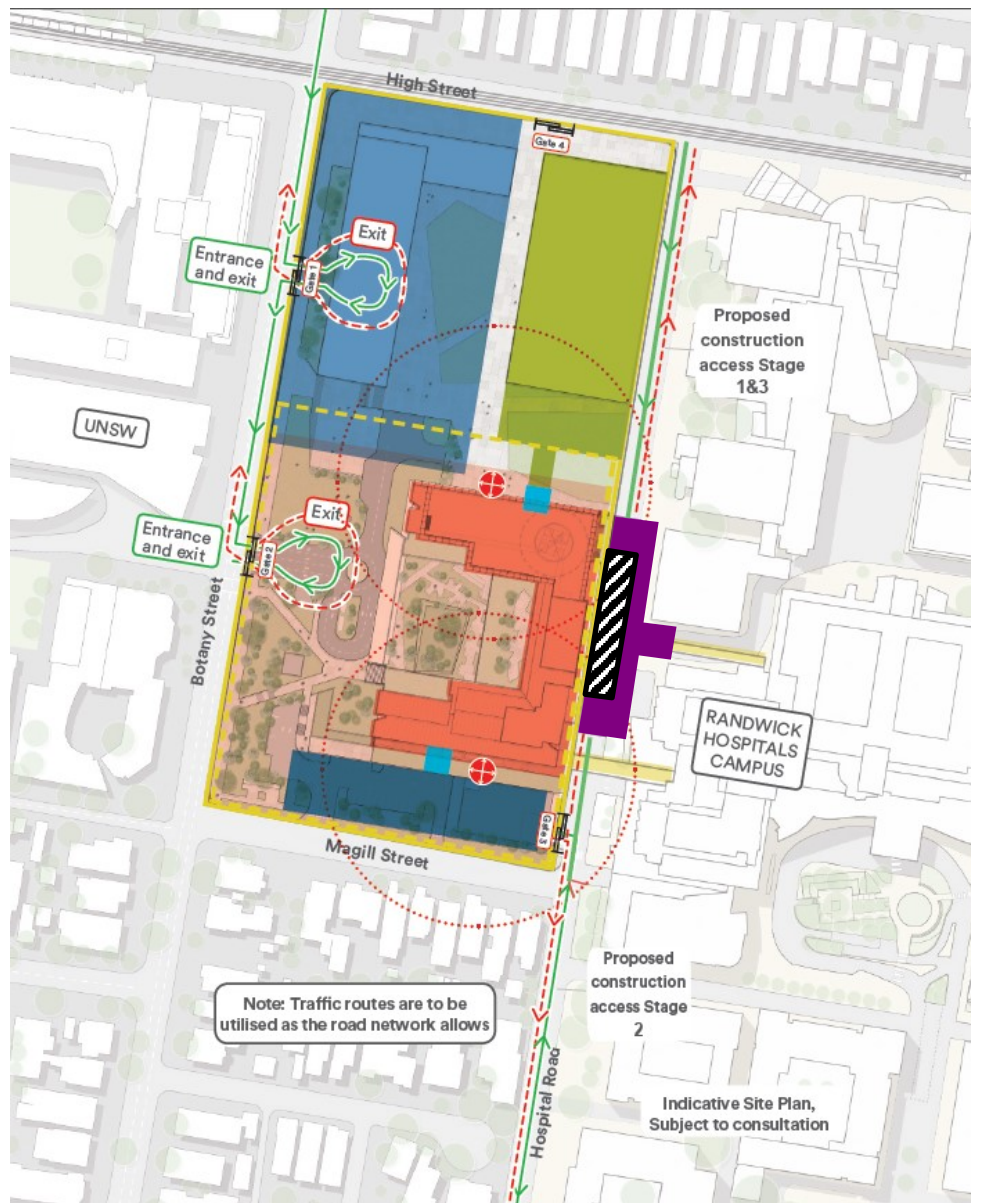 High Street
Gate 4
Exit
Entrance
and exit
Gate 1
Proposed
construction
access Stage
1&3
UNSW
Exit
Entrance
and exit
Gate2
Botany Street
RANDWICK
HOSPITALS
CAMPUS
Gate 3
Magill Street
Proposed
construction
access Stage
2
Note: Traffic routes are to be
utilised as the road network allows
Hospital Road
Indicative Site Plan,
Subject to consultation